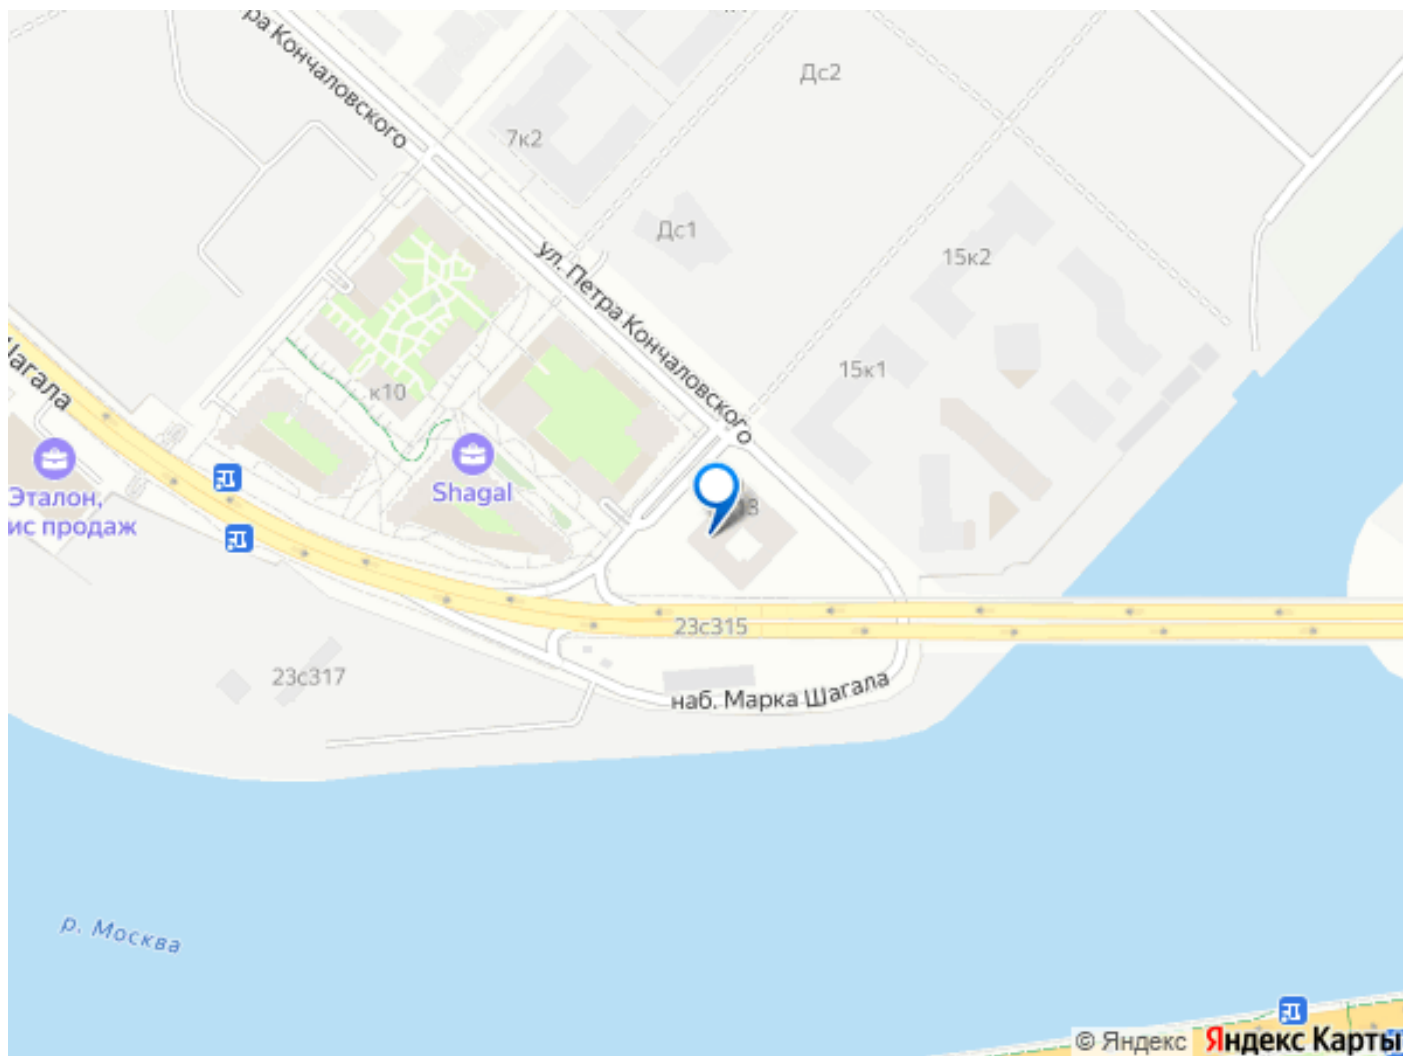 ра Кончаловского
Дс2
7к2
Дс1
15к2
ул. Петра Кончаловского
15к1
Шагала
к10
Shagal
Эталон,
ис продаж
23с315
23с317
наб. Марка Шагала
р. Москва
© Яндекс Яндекс Карты